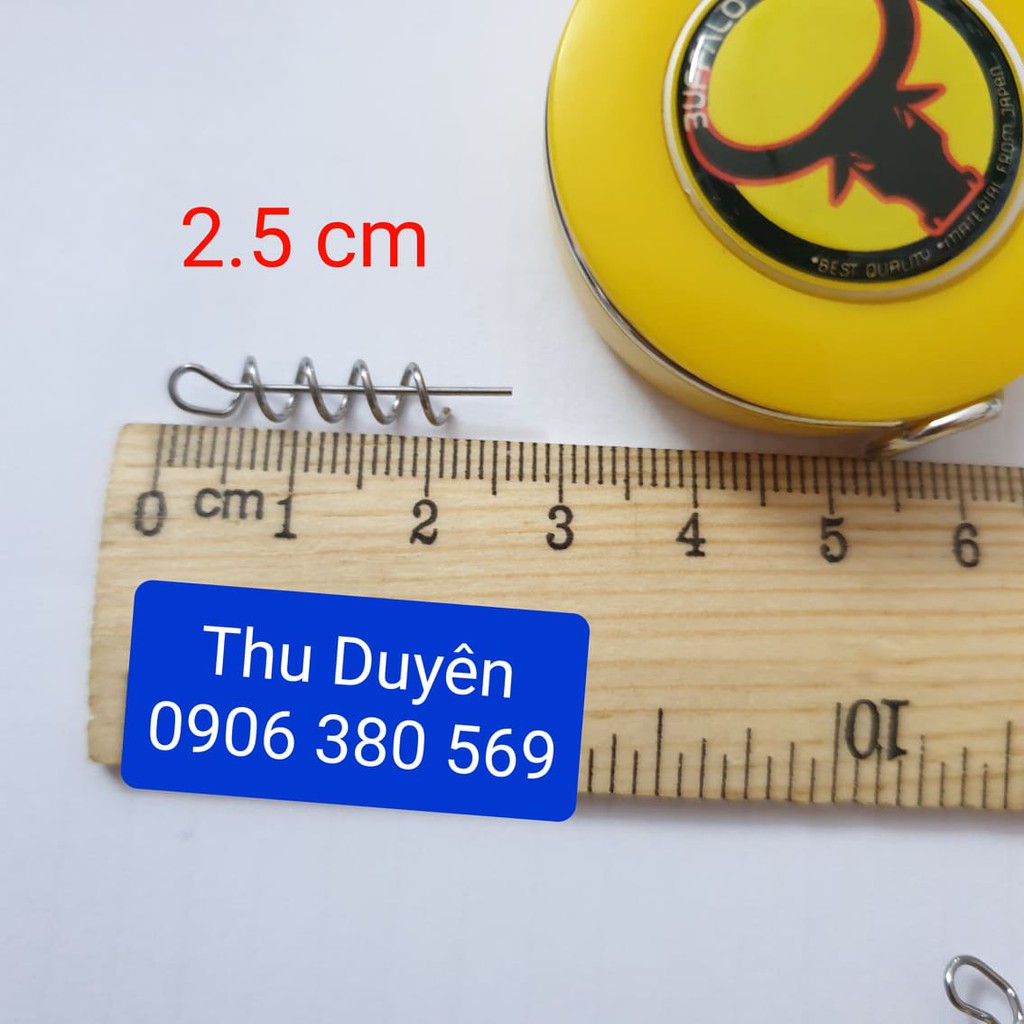 BUFFALO
*BEST QUALITY *MATERIAL FROM JAPAN
2.5 cm
0 cm 1 2 3 4 5 6
Thu Duyên
0906 380 569
10